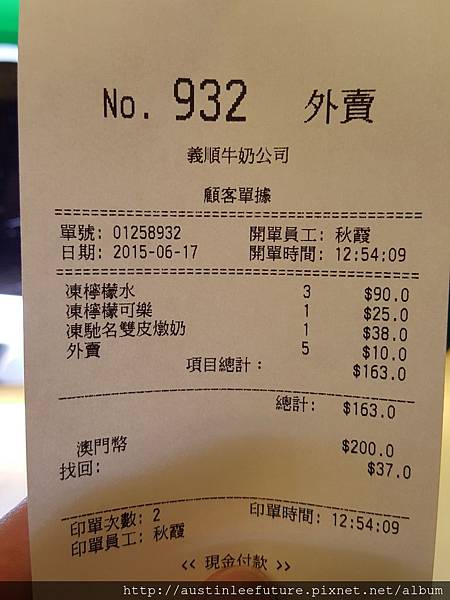 No. 932 外賣
義順牛奶公司
顧客單據
單號: 01258932 開單員工: 秋霞
日期: 2015-06-17 開單時間: 12:54:09
凍檸檬水 3 $90.0
凍檸檬可樂 1 $25.0
凍馳名雙皮燉奶 1 $38.0
外賣 5 $10.0
項目總計: $163.0
總計: $163.0
澳門幣 $200.0
找回: $37.0
印單次數: 2 印單時間: 12:54:09
印單員工: 秋霞
<< 現金付款 >>
http://austinleefuture.pixnet.net/album